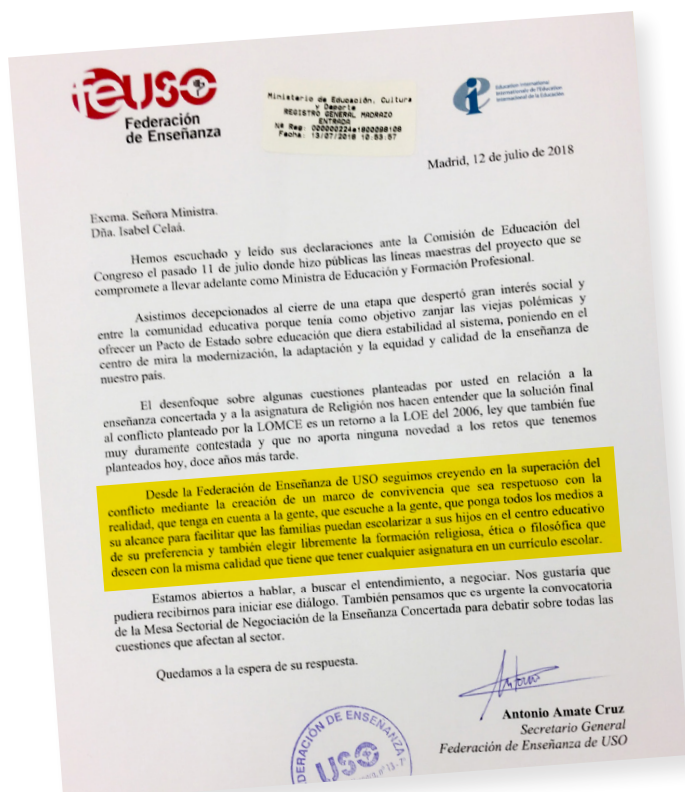 feUSO
Federación
de Enseñanza
Ministerio de Educación, Cultura
y Deporte
REGISTRO GENERAL MADRAZO
ENTRADA
Nº Reg: 000000224e1800098108
Fecha: 13/07/2018 10:53:57
Education International
Internationale de l'Education
Internacional de la Educación
Madrid, 12 de julio de 2018
Excma. Señora Ministra.
Dña. Isabel Celaá.
Hemos escuchado y leído sus declaraciones ante la Comisión de Educación del
Congreso el pasado 11 de julio donde hizo públicas las líneas maestras del proyecto que se
compromete a llevar adelante como Ministra de Educación y Formación Profesional.
Asistimos decepcionados al cierre de una etapa que despertó gran interés social y
entre la comunidad educativa porque tenía como objetivo zanjar las viejas polémicas y
ofrecer un Pacto de Estado sobre educación que diera estabilidad al sistema, poniendo en el
centro de mira la modernización, la adaptación y la equidad y calidad de la enseñanza de
nuestro país.
El desenfoque sobre algunas cuestiones planteadas por usted en relación a la
enseñanza concertada y a la asignatura de Religión nos hacen entender que la solución final
al conflicto planteado por la LOMCE es un retorno a la LOE del 2006, ley que también fue
muy duramente contestada y que no aporta ninguna novedad a los retos que tenemos
planteados hoy, doce años más tarde.
Desde la Federación de Enseñanza de USO seguimos creyendo en la superación del
conflicto mediante la creación de un marco de convivencia que sea respetuoso con la
realidad, que tenga en cuenta a la gente, que escuche a la gente, que ponga todos los medios a
su alcance para facilitar que las familias puedan escolarizar a sus hijos en el centro educativo
de su preferencia y también elegir libremente la formación religiosa, ética o filosófica que
deseen con la misma calidad que tiene que tener cualquier asignatura en un currículo escolar.
Estamos abiertos a hablar, a buscar el entendimiento, a negociar. Nos gustaría que
pudiera recibirnos para iniciar ese diálogo. También pensamos que es urgente la convocatoria
de la Mesa Sectorial de Negociación de la Enseñanza Concertada para debatir sobre todas las
cuestiones que afectan al sector.
Quedamos a la espera de su respuesta.
Antonio
Antonio Amate Cruz
Secretario General
Federación de Enseñanza de USO
DERACIÓN DE ENSEÑANZA
USO